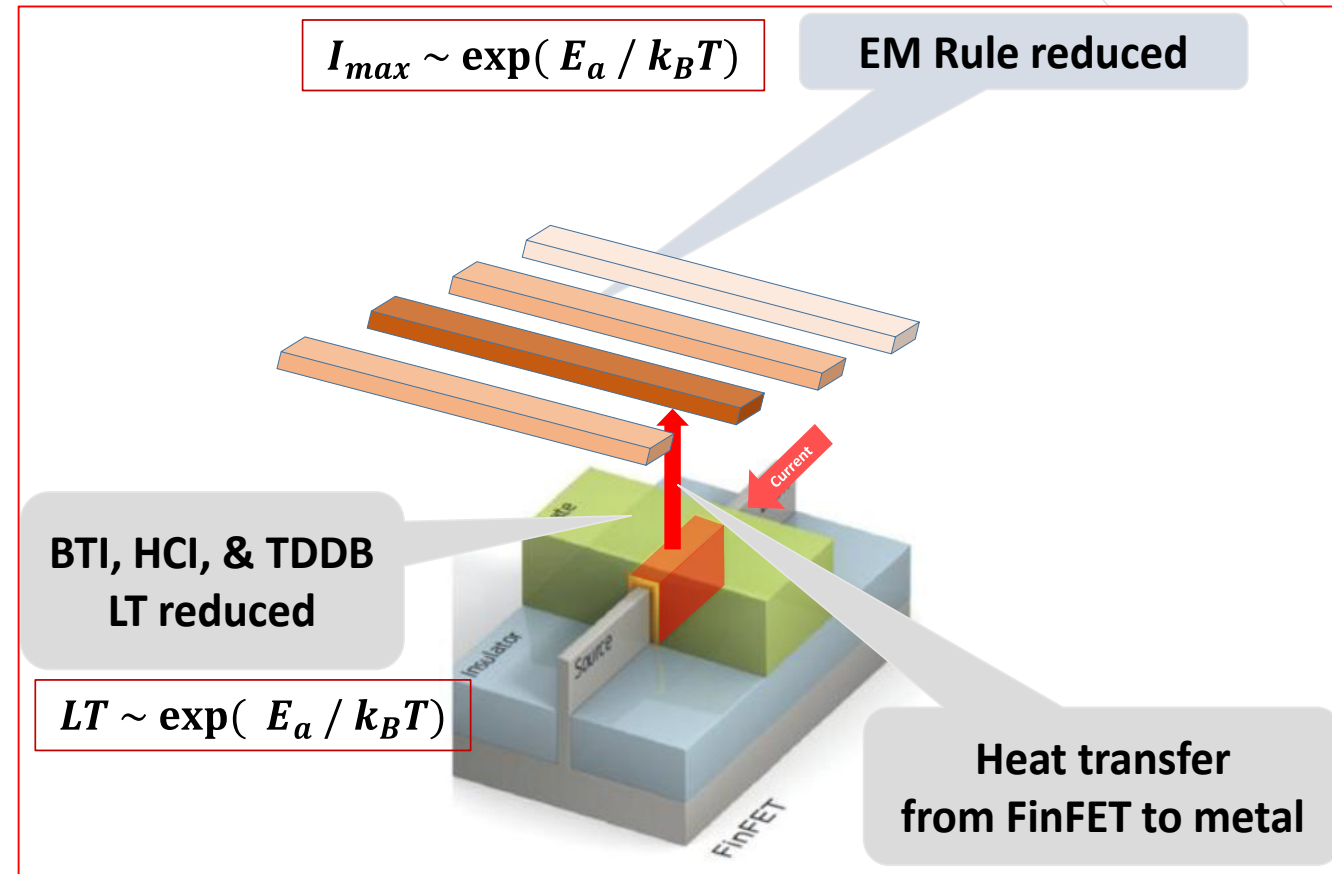 I_max ~ exp( E_a / k_B T)
EM Rule reduced
Current
BTI, HCI, & TDDB
LT reduced
Insulator
Source
LT ~ exp( E_a / k_B T)
Heat transfer
from FinFET to metal
FinFET